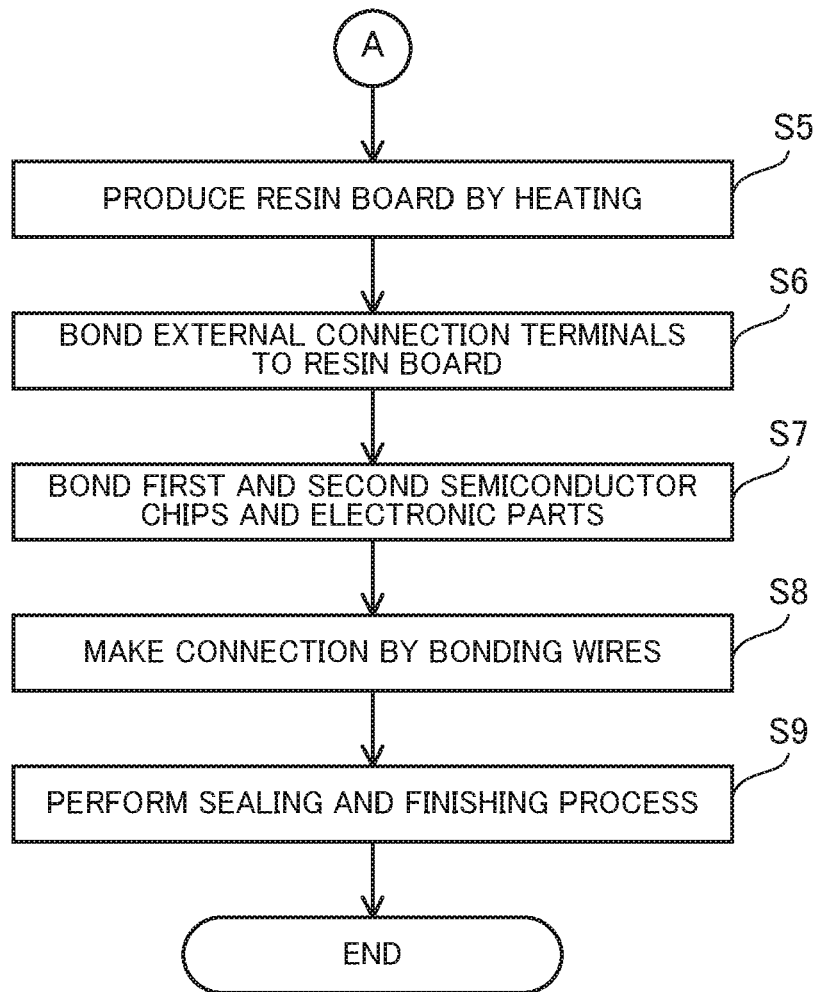 A
S5
PRODUCE RESIN BOARD BY HEATING
S6
BOND EXTERNAL CONNECTION TERMINALS
TO RESIN BOARD
S7
BOND FIRST AND SECOND SEMICONDUCTOR
CHIPS AND ELECTRONIC PARTS
S8
MAKE CONNECTION BY BONDING WIRES
S9
PERFORM SEALING AND FINISHING PROCESS
END